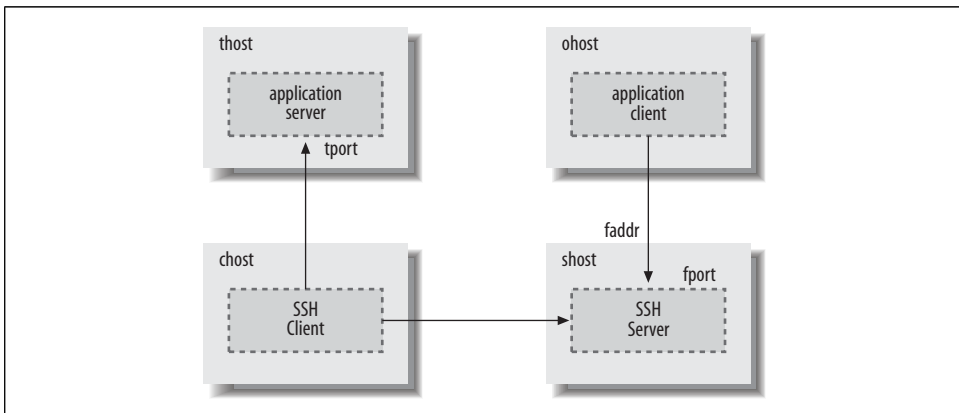 thost
application
server
tport
ohost
application
client
faddr
chost
SSH
Client
shost
fport
SSH
Server